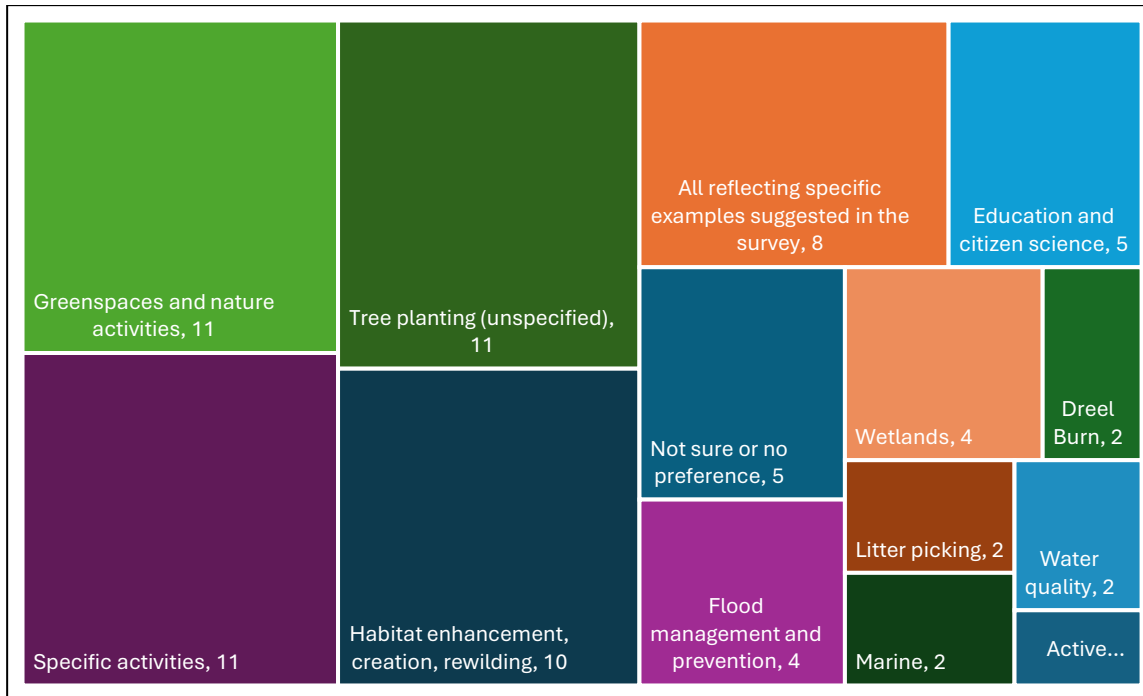 Greenspaces and nature
activities, 11
Specific activities, 11
Tree planting (unspecified),
11
Habitat enhancement,
creation, rewilding, 10
All reflecting specific
examples suggested in the
survey, 8
Education and
citizen science, 5
Not sure or no
preference, 5
Flood
management and
prevention, 4
Wetlands, 4
Dreel
Burn, 2
Litter picking, 2
Marine, 2
Water
quality, 2
Active...